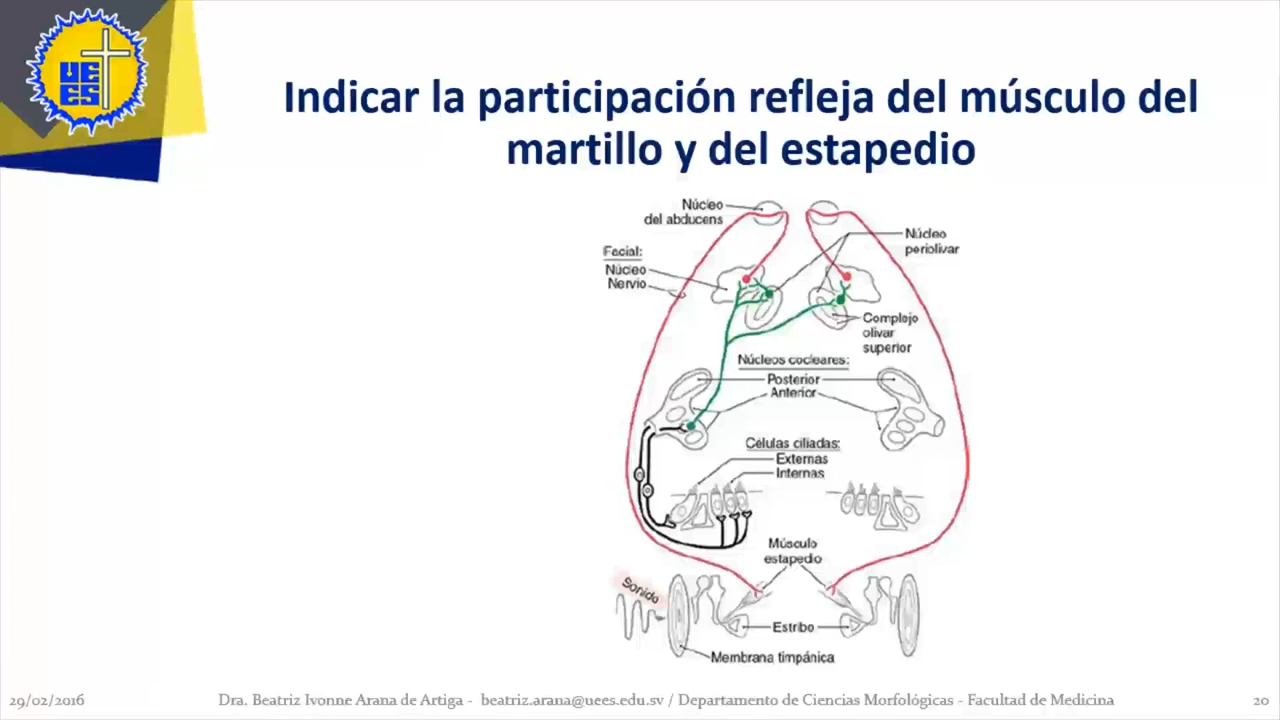 UE
ES
Indicar la participación refleja del músculo del
martillo y del estapedio
Núcleo
del abducens
Núcleo
periolivar
Facial:
Núcleo
Nervio
Complejo
olivar
superior
Núcleos cocleares:
Posterior
Anterior
Células ciliadas:
Externas
Internas
Músculo
estapedio
Sonido
Estribo
Membrana timpánica
29/02/2016
Dra. Beatriz Ivonne Arana de Artiga - beatriz.arana@uees.edu.sv / Departamento de Ciencias Morfológicas - Facultad de Medicina
20